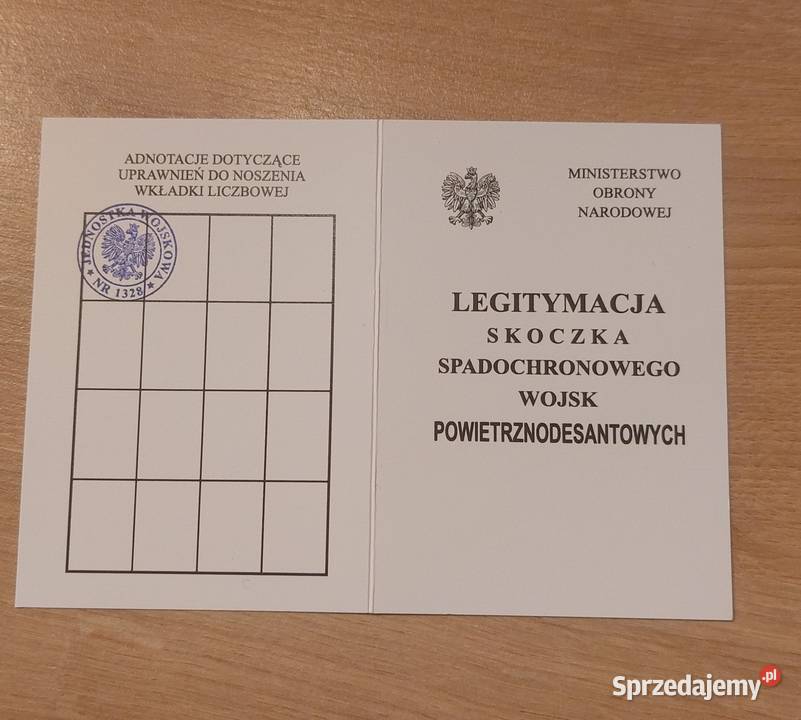 ADNOTACJE DOTYCZĄCE
UPRAWNIEŃ DO NOSZENIA
WKŁADKI LICZBOWEJ
JEDNOSTKA WOJSKOWA
NR 1328
MINISTERSTWO
OBRONY
NARODOWEJ
LEGITYMACJA
SKOCZKA
SPADOCHRONOWEGO
WOJSK
POWIETRZNODESANTOWYCH
Sprzedajemy.pl